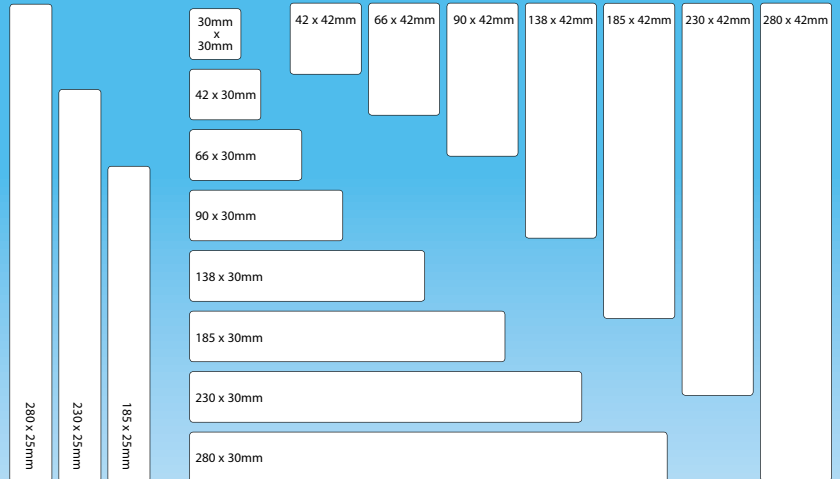 30mm
x
30mm
42 x 42mm
66 x 42mm
90 x 42mm
138 x 42mm
185 x 42mm
230 x 42mm
280 x 42mm
42 x 30mm
66 x 30mm
90 x 30mm
138 x 30mm
185 x 30mm
230 x 30mm
280 x 30mm
280 x 25mm
230 x 25mm
185 x 25mm